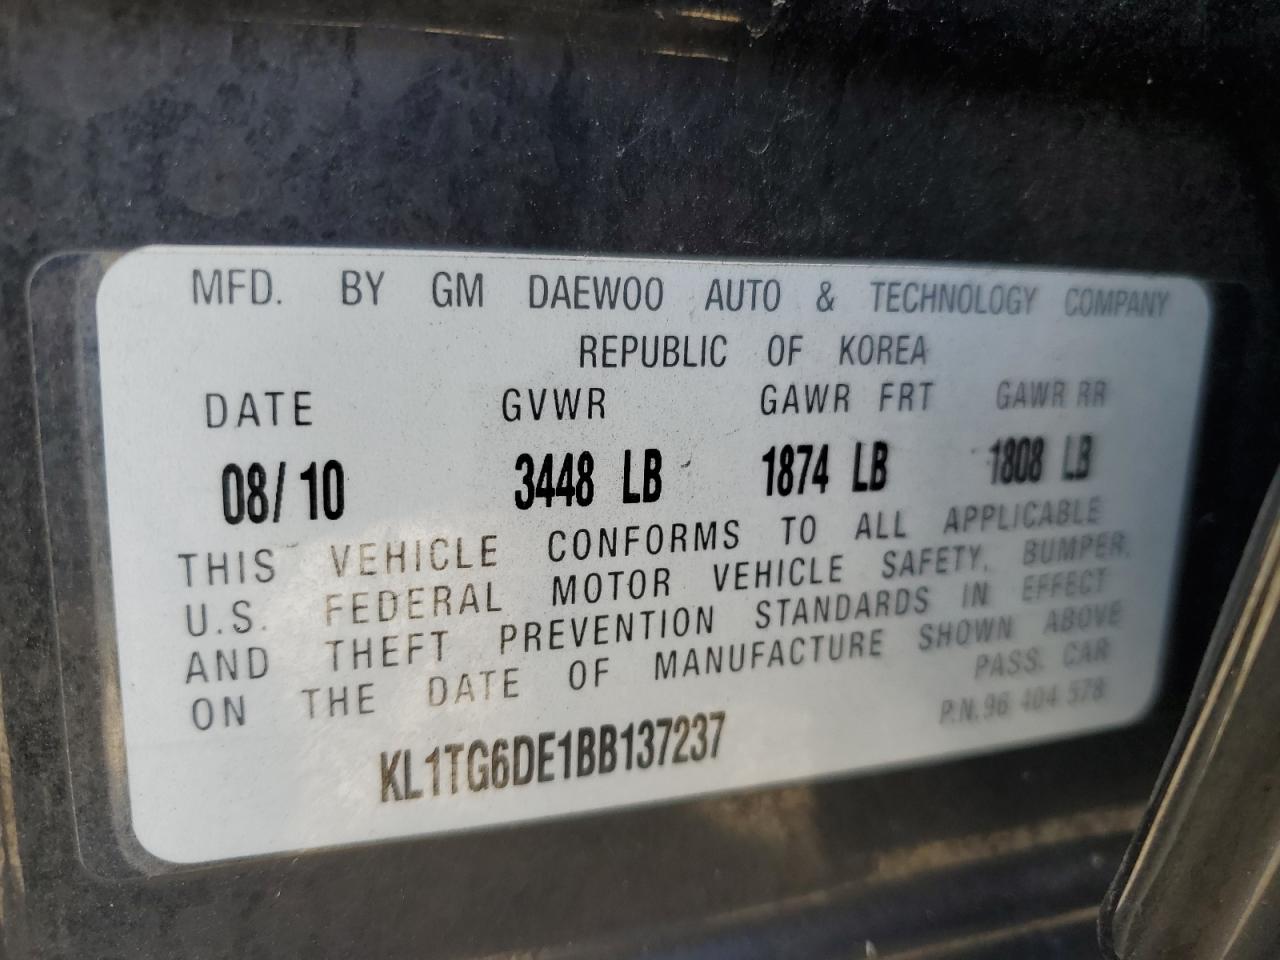 MFD. BY GM DAEWOO AUTO & TECHNOLOGY COMPANY
REPUBLIC OF KOREA
DATE GVWR GAWR FRT GAWR RR
08/10 3448 LB 1874 LB 1808 LB
THIS VEHICLE CONFORMS TO ALL APPLICABLE
U.S. FEDERAL MOTOR VEHICLE SAFETY, BUMPER,
AND THEFT PREVENTION STANDARDS IN EFFECT
ON THE DATE OF MANUFACTURE SHOWN ABOVE
PASS. CAR
KL1TG6DE1BB137237
P.N.96 404 578